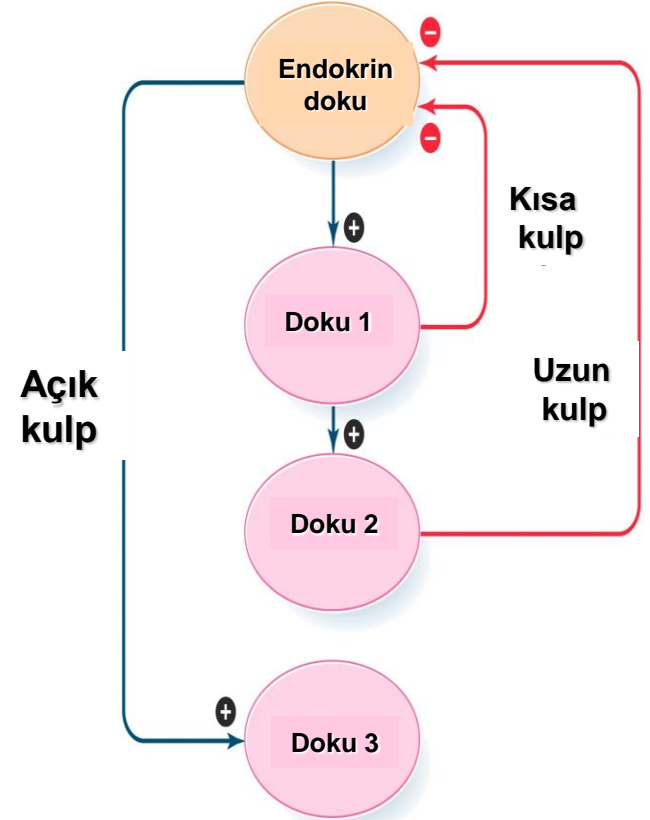 Endokrin
doku
Kısa
kulp
Doku 1
Açık
kulp
Uzun
kulp
Doku 2
Doku 3